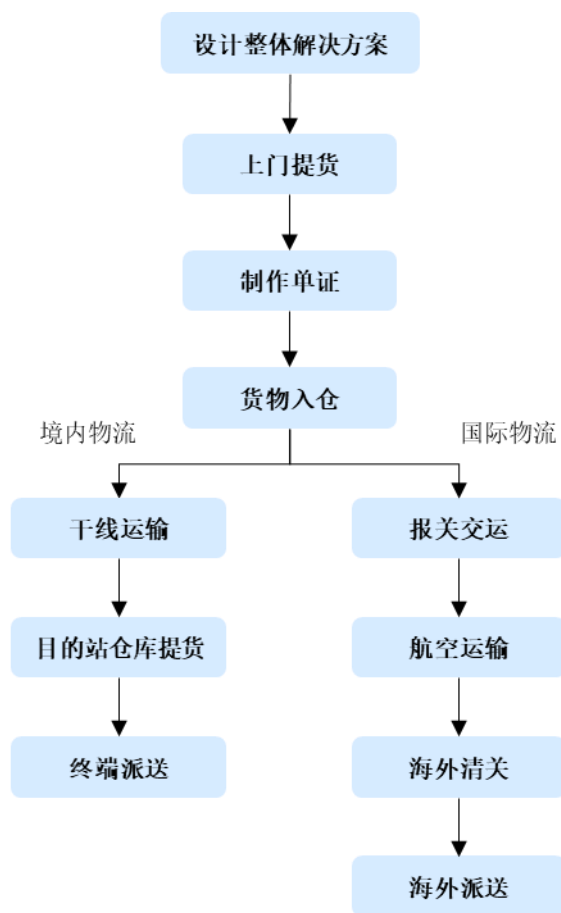 设计整体解决方案
上门提货
制作单证
货物入仓
境内物流
国际物流
干线运输
报关交运
目的站仓库提货
航空运输
终端派送
海外清关
海外派送